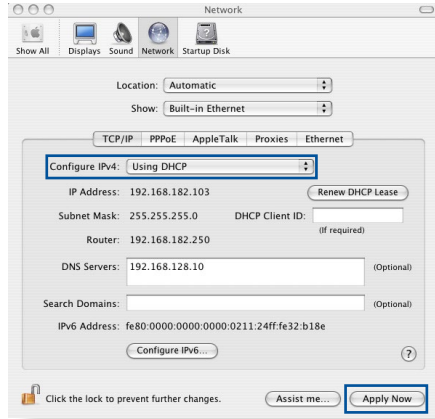 Network
Show All Displays Sound Network Startup Disk
Location: Automatic
Show: Built-in Ethernet
TCP/IP PPPoE AppleTalk Proxies Ethernet
Configure IPv4: Using DHCP
IP Address: 192.168.182.103 Renew DHCP Lease
Subnet Mask: 255.255.255.0 DHCP Client ID:
(If required)
Router: 192.168.182.250
DNS Servers: 192.168.128.10 (Optional)
Search Domains: (Optional)
IPv6 Address: fe80:0000:0000:0000:0211:24ff:fe32:b18e
Configure IPv6... ?
Click the lock to prevent further changes. Assist me... Apply Now